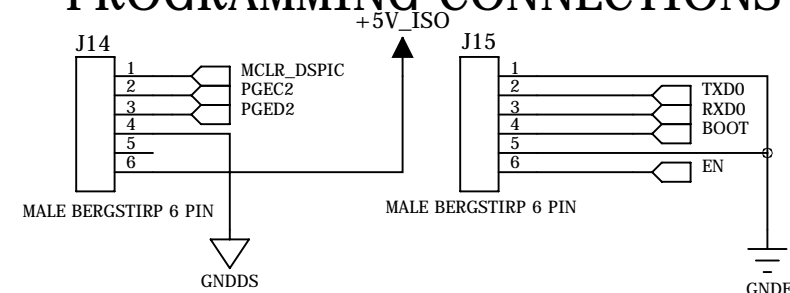 PROGRAMMING CONNECTIONS
+5V_ISO
J14
1
2
3
4
5
6
MCLR_DSPIC
PGEC2
PGED2
MALE BERGSTIRP 6 PIN
GNDDS
J15
1
2
3
4
5
6
TXD0
RXD0
BOOT
EN
MALE BERGSTIRP 6 PIN